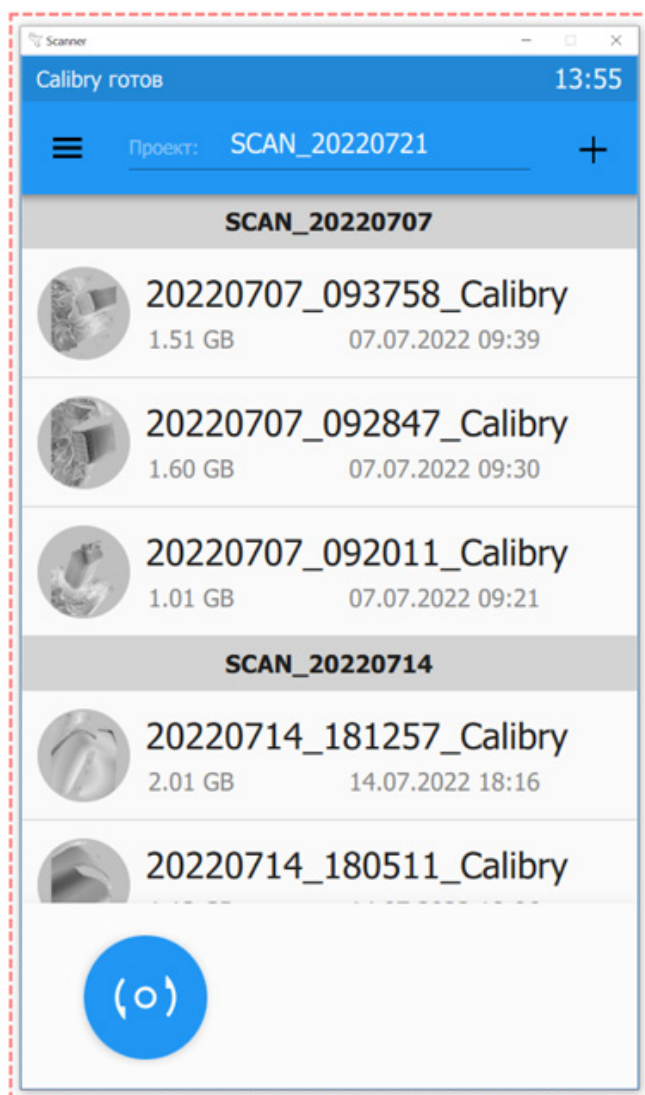 Scanner
Calibry готов 13:55
Проект: SCAN_20220721
SCAN_20220707
20220707_093758_Calibry
1.51 GB 07.07.2022 09:39
20220707_092847_Calibry
1.60 GB 07.07.2022 09:30
20220707_092011_Calibry
1.01 GB 07.07.2022 09:21
SCAN_20220714
20220714_181257_Calibry
2.01 GB 14.07.2022 18:16
20220714_180511_Calibry